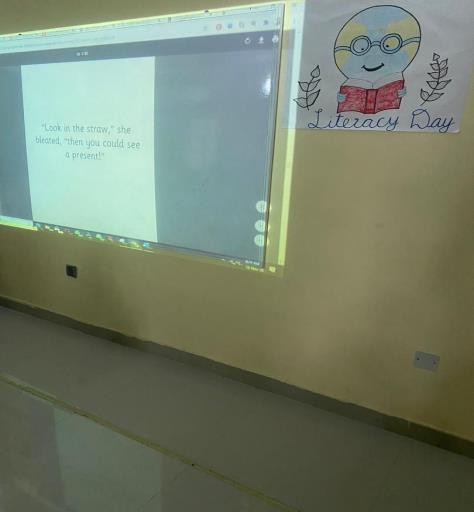 "Look in the straw," she
bleated, "then you could see
a present!"
Literacy Day